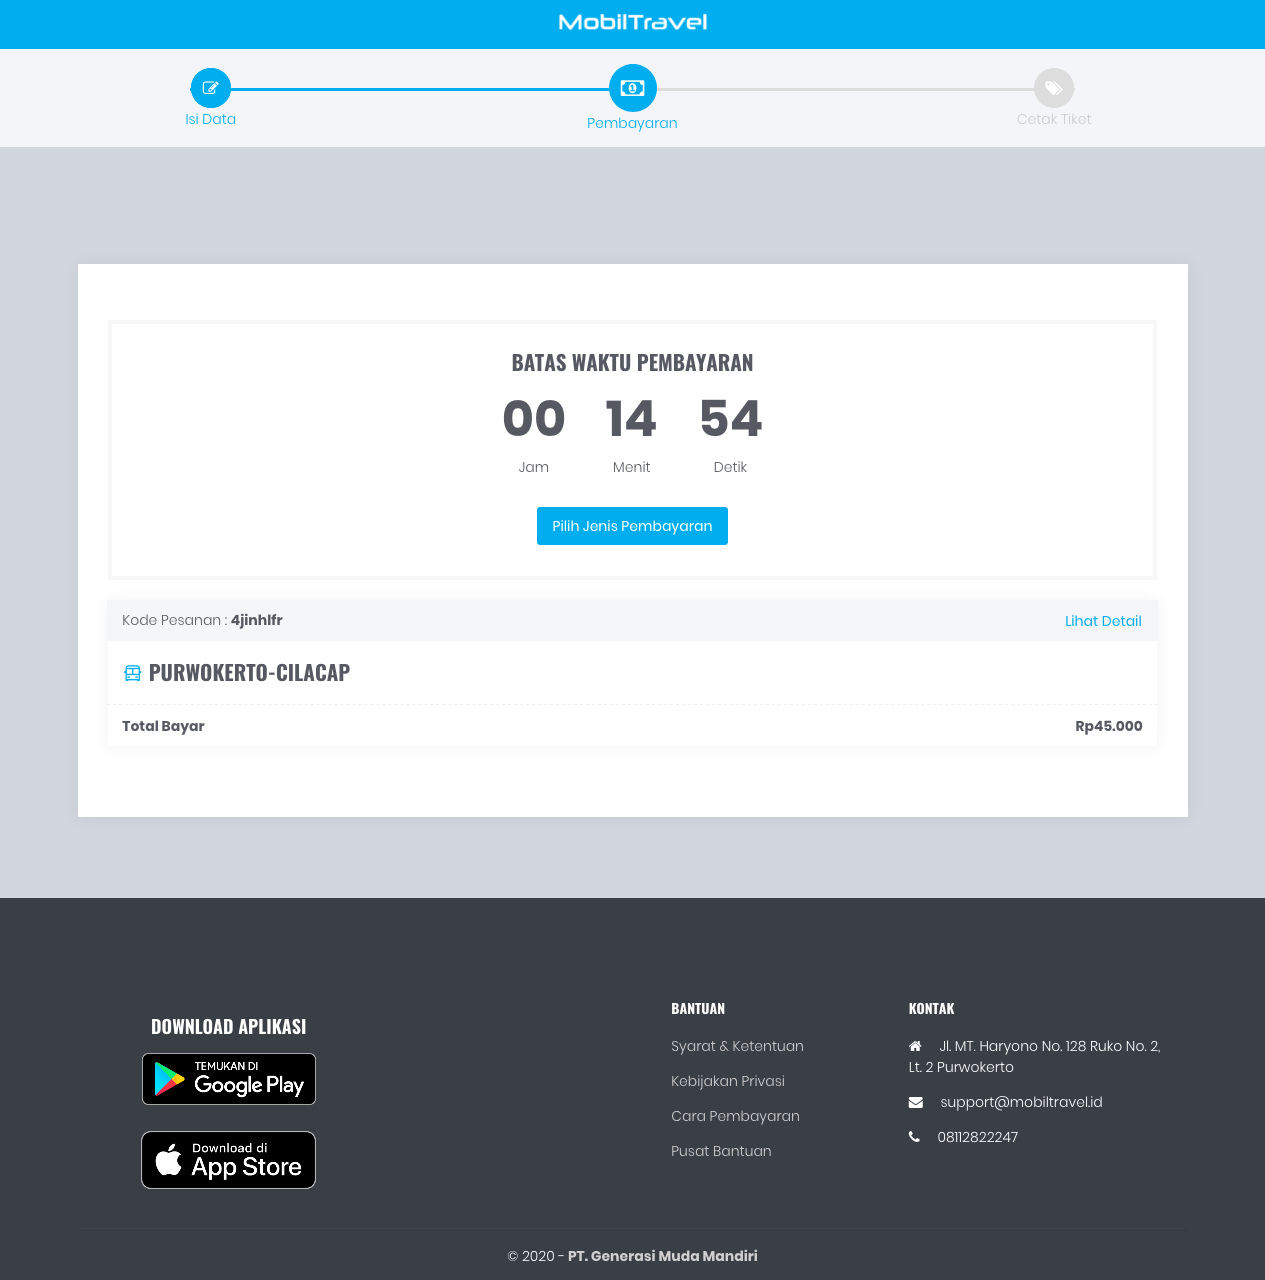 MobilTravel
Isi Data
Pembayaran
Cetak Tiket
BATAS WAKTU PEMBAYARAN
00 14 54
Jam Menit Detik
Pilih Jenis Pembayaran
Kode Pesanan : 4jinhlfr
Lihat Detail
PURWOKERTO-CILACAP
Total Bayar
Rp45.000
DOWNLOAD APLIKASI
TEMUKAN DI
Google Play
Download di
App Store
BANTUAN
Syarat & Ketentuan
Kebijakan Privasi
Cara Pembayaran
Pusat Bantuan
KONTAK
Jl. MT. Haryono No. 128 Ruko No. 2,
Lt. 2 Purwokerto
support@mobiltravel.id
08112822247
© 2020 - PT. Generasi Muda Mandiri